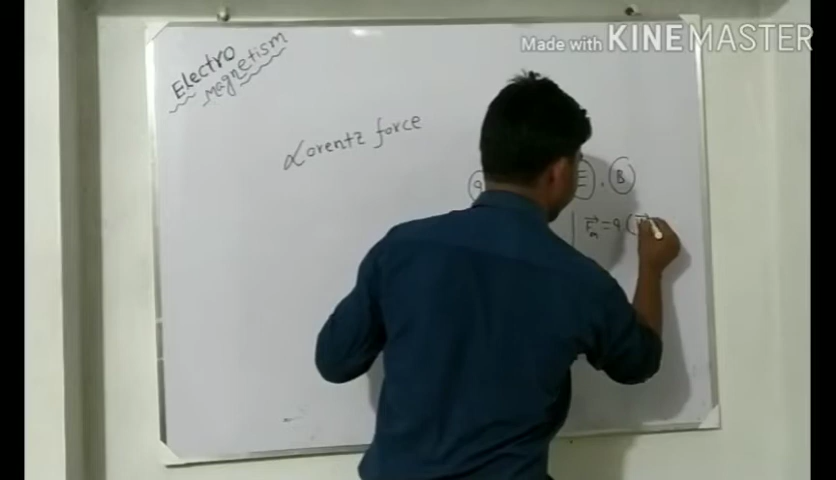 Made with KINEMASTER
Electro
magnetism
Lorentz force
q E , B
F⃗m = q (v⃗